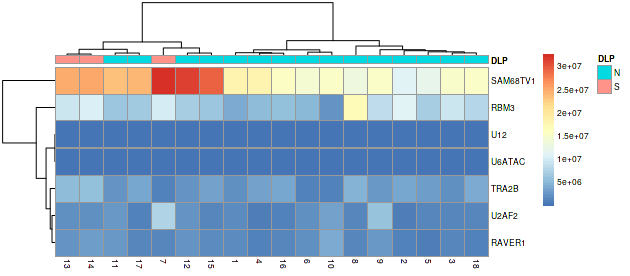 DLP
SAM68TV1
RBM3
U12
U6ATAC
TRA2B
U2AF2
RAVER1
13 14 11 17 7 12 15 1 4 16 6 10 8 9 2 5 3 18
3e+07
2.5e+07
2e+07
1.5e+07
1e+07
5e+06
DLP
N
S